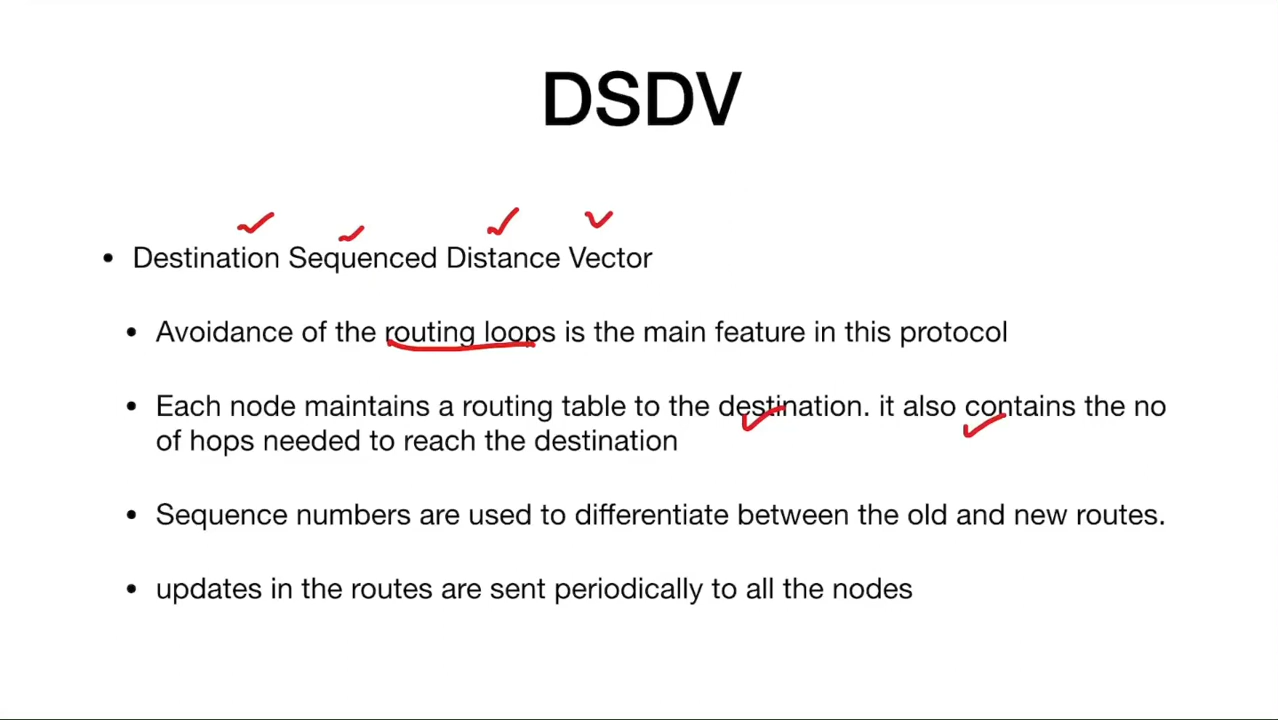 DSDV
• Destination Sequenced Distance Vector
• Avoidance of the routing loops is the main feature in this protocol
• Each node maintains a routing table to the destination. it also contains the no
of hops needed to reach the destination
• Sequence numbers are used to differentiate between the old and new routes.
• updates in the routes are sent periodically to all the nodes